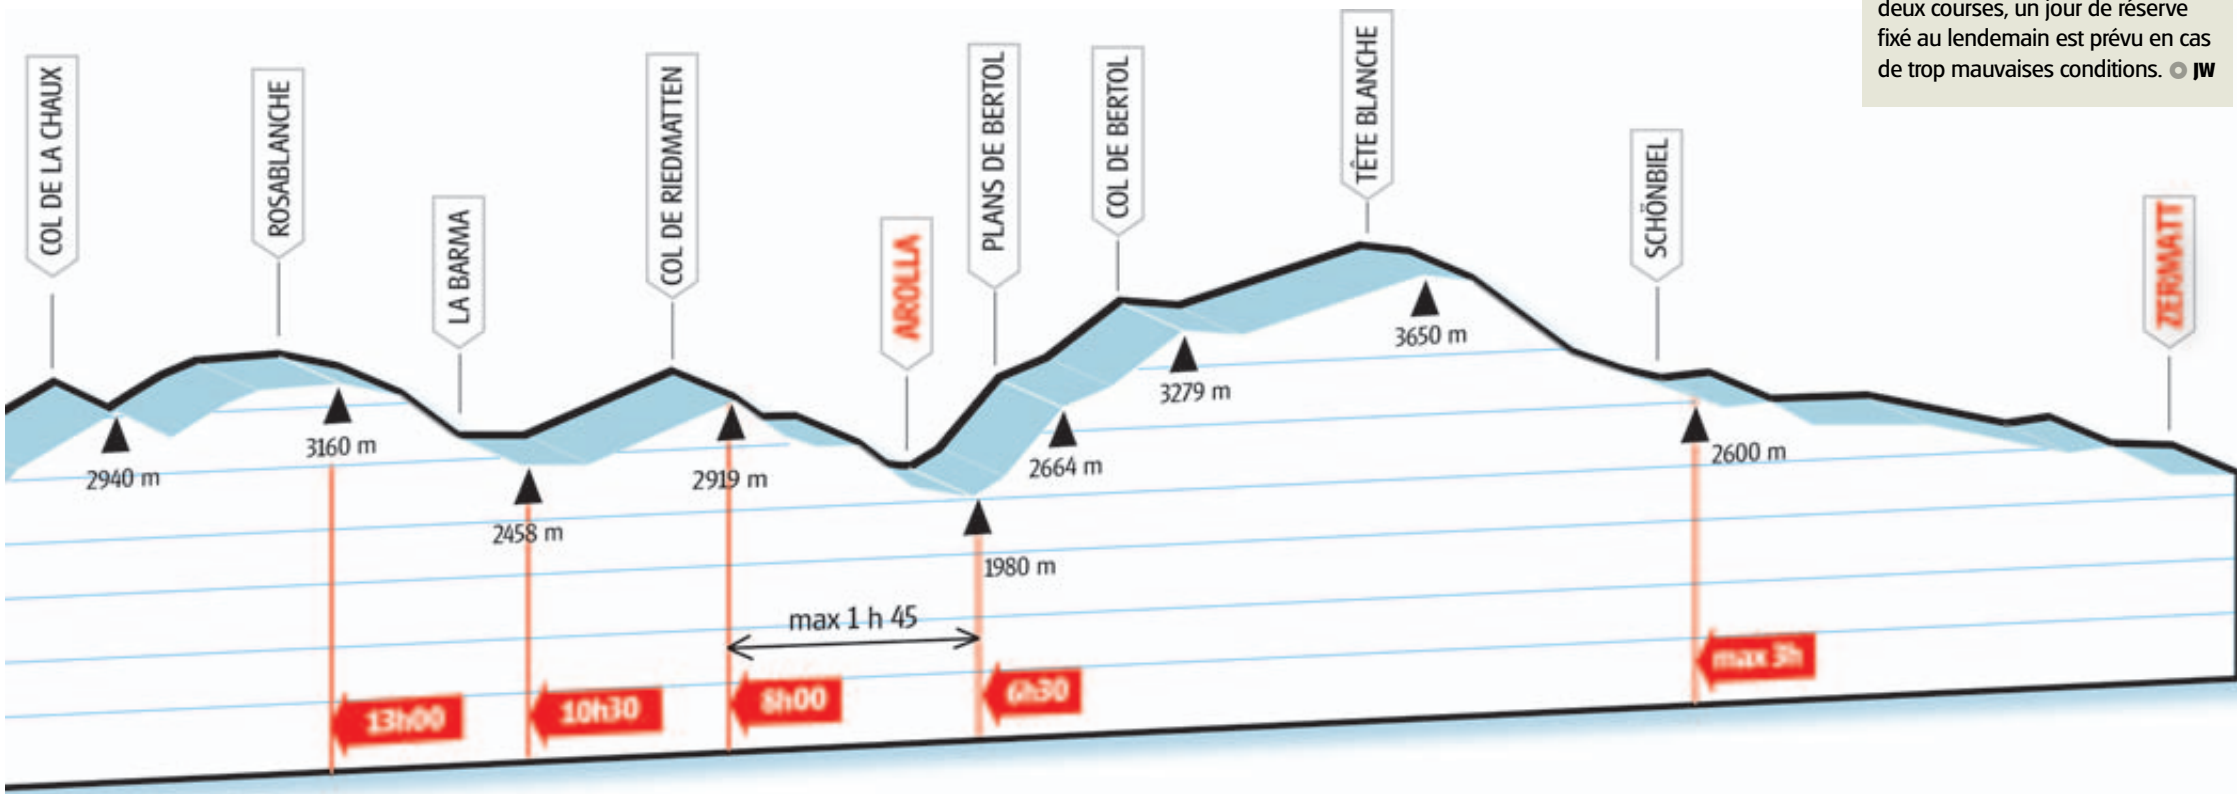 deux courses, un jour de réserve
fixé au lendemain est prévu en cas
de trop mauvaises conditions. JW
COL DE LA CHAUX
ROSABLANCHE
LA BARMA
COL DE RIEDMATTEN
AROLLA
PLANS DE BERTOL
COL DE BERTOL
TÊTE BLANCHE
SCHÖNBIEL
ZERMATT
2940 m
3160 m
2458 m
2919 m
1980 m
2664 m
3279 m
3650 m
2600 m
max 1 h 45
13h00
10h30
8h00
6h30
max 3h